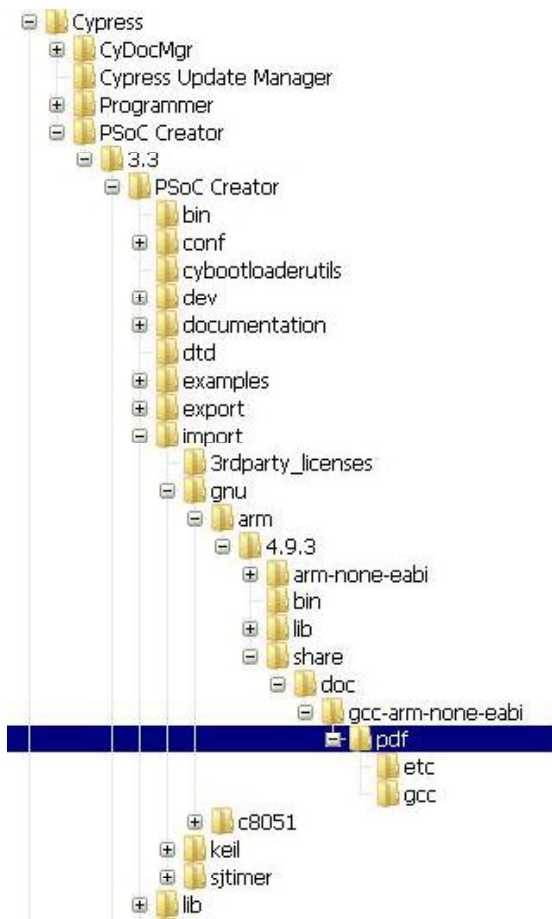 Cypress
CyDocMgr
Cypress Update Manager
Programmer
PSoC Creator
3.3
PSoC Creator
bin
conf
cybootloaderutils
dev
documentation
dtd
examples
export
import
3rdparty_licenses
gnu
arm
4.9.3
arm-none-eabi
bin
lib
share
doc
gcc-arm-none-eabi
pdf
etc
gcc
c8051
keil
sjtimer
lib